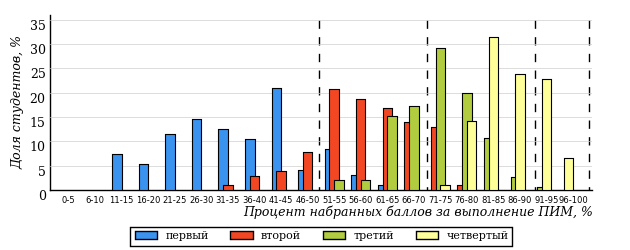 Доля студентов, %
35
30
25
20
15
10
5
0
0-5 6-10 11-15 16-20 21-25 26-30 31-35 36-40 41-45 46-50 51-55 56-60 61-65 66-70 71-75 76-80 81-85 86-90 91-95 96-100
Процент набранных баллов за выполнение ПИМ, %
первый второй третий четвертый